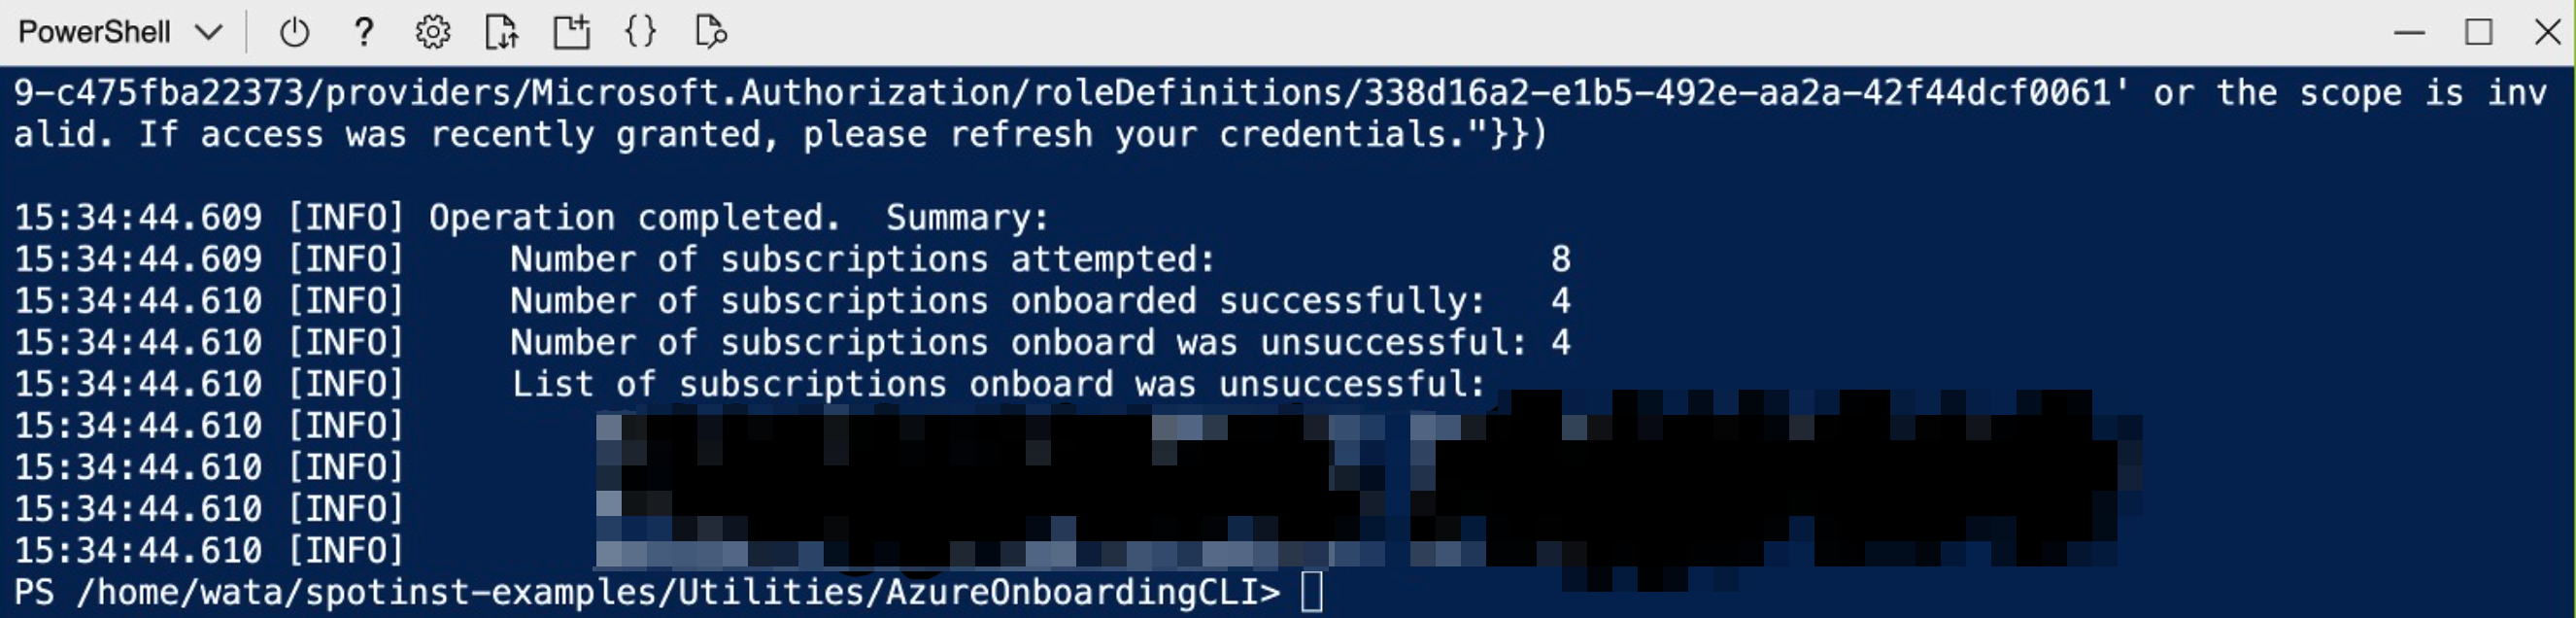 PowerShell
9-c475fba22373/providers/Microsoft.Authorization/roleDefinitions/338d16a2-e1b5-492e-aa2a-42f44dcf0061' or the scope is inv
alid. If access was recently granted, please refresh your credentials."}})
15:34:44.609 [INFO] Operation completed.  Summary:
15:34:44.609 [INFO]     Number of subscriptions attempted:                8
15:34:44.610 [INFO]     Number of subscriptions onboarded successfully:   4
15:34:44.610 [INFO]     Number of subscriptions onboard was unsuccessful: 4
15:34:44.610 [INFO]     List of subscriptions onboard was unsuccessful:
15:34:44.610 [INFO]
15:34:44.610 [INFO]
15:34:44.610 [INFO]
15:34:44.610 [INFO]
PS /home/wata/spotinst-examples/Utilities/AzureOnboardingCLI>